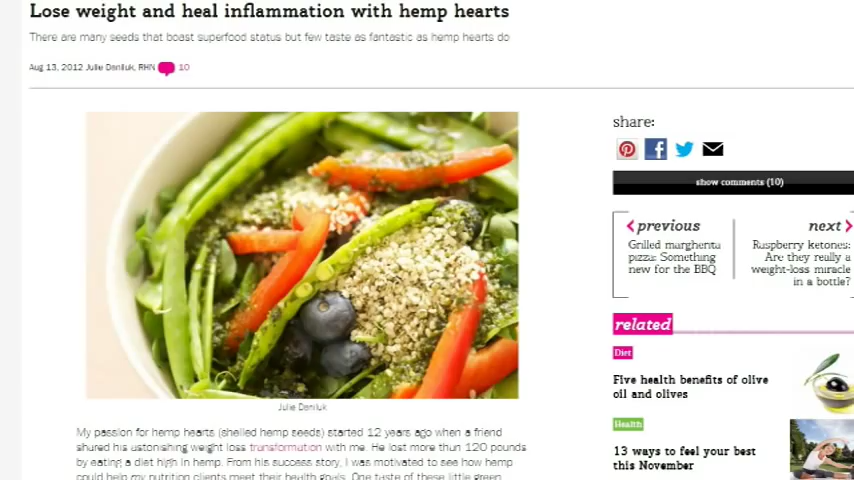 Lose weight and heal inflammation with hemp hearts
There are many seeds that boast superfood status but few taste as fantastic as hemp hearts do
Aug 13, 2012 Julie Daniluk, RHN 10
Julie Daniluk
My passion for hemp hearts (shelled hemp seeds) started 12 years ago when a friend
shared his astonishing weight loss transformation with me. He lost more than 120 pounds
by eating a diet high in hemp. From his success story, I was motivated to see how hemp
could help my nutrition clients meet their health goals. One taste of these little green
share:
show comments (10)
previous
Grilled margherita
pizza: Something
new for the BBQ
next
Raspberry ketones:
Are they really a
weight-loss miracle
in a bottle?
related
Diet
Five health benefits of olive
oil and olives
Health
13 ways to feel your best
this November